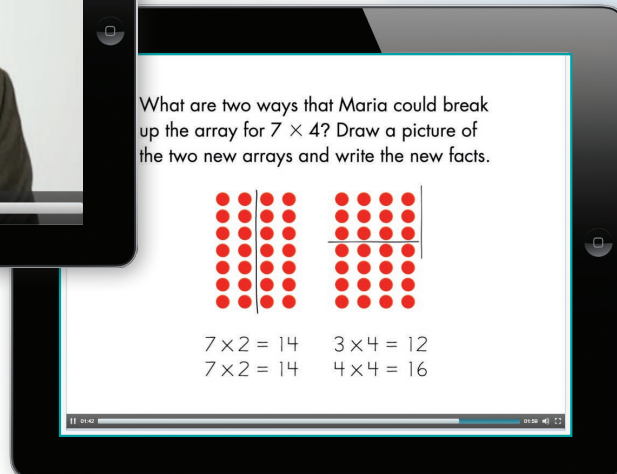 What are two ways that Maria could break
up the array for 7 × 4? Draw a picture of
the two new arrays and write the new facts.
7 × 2 = 14 3 × 4 = 12
7 × 2 = 14 4 × 4 = 16
01:42 01:59